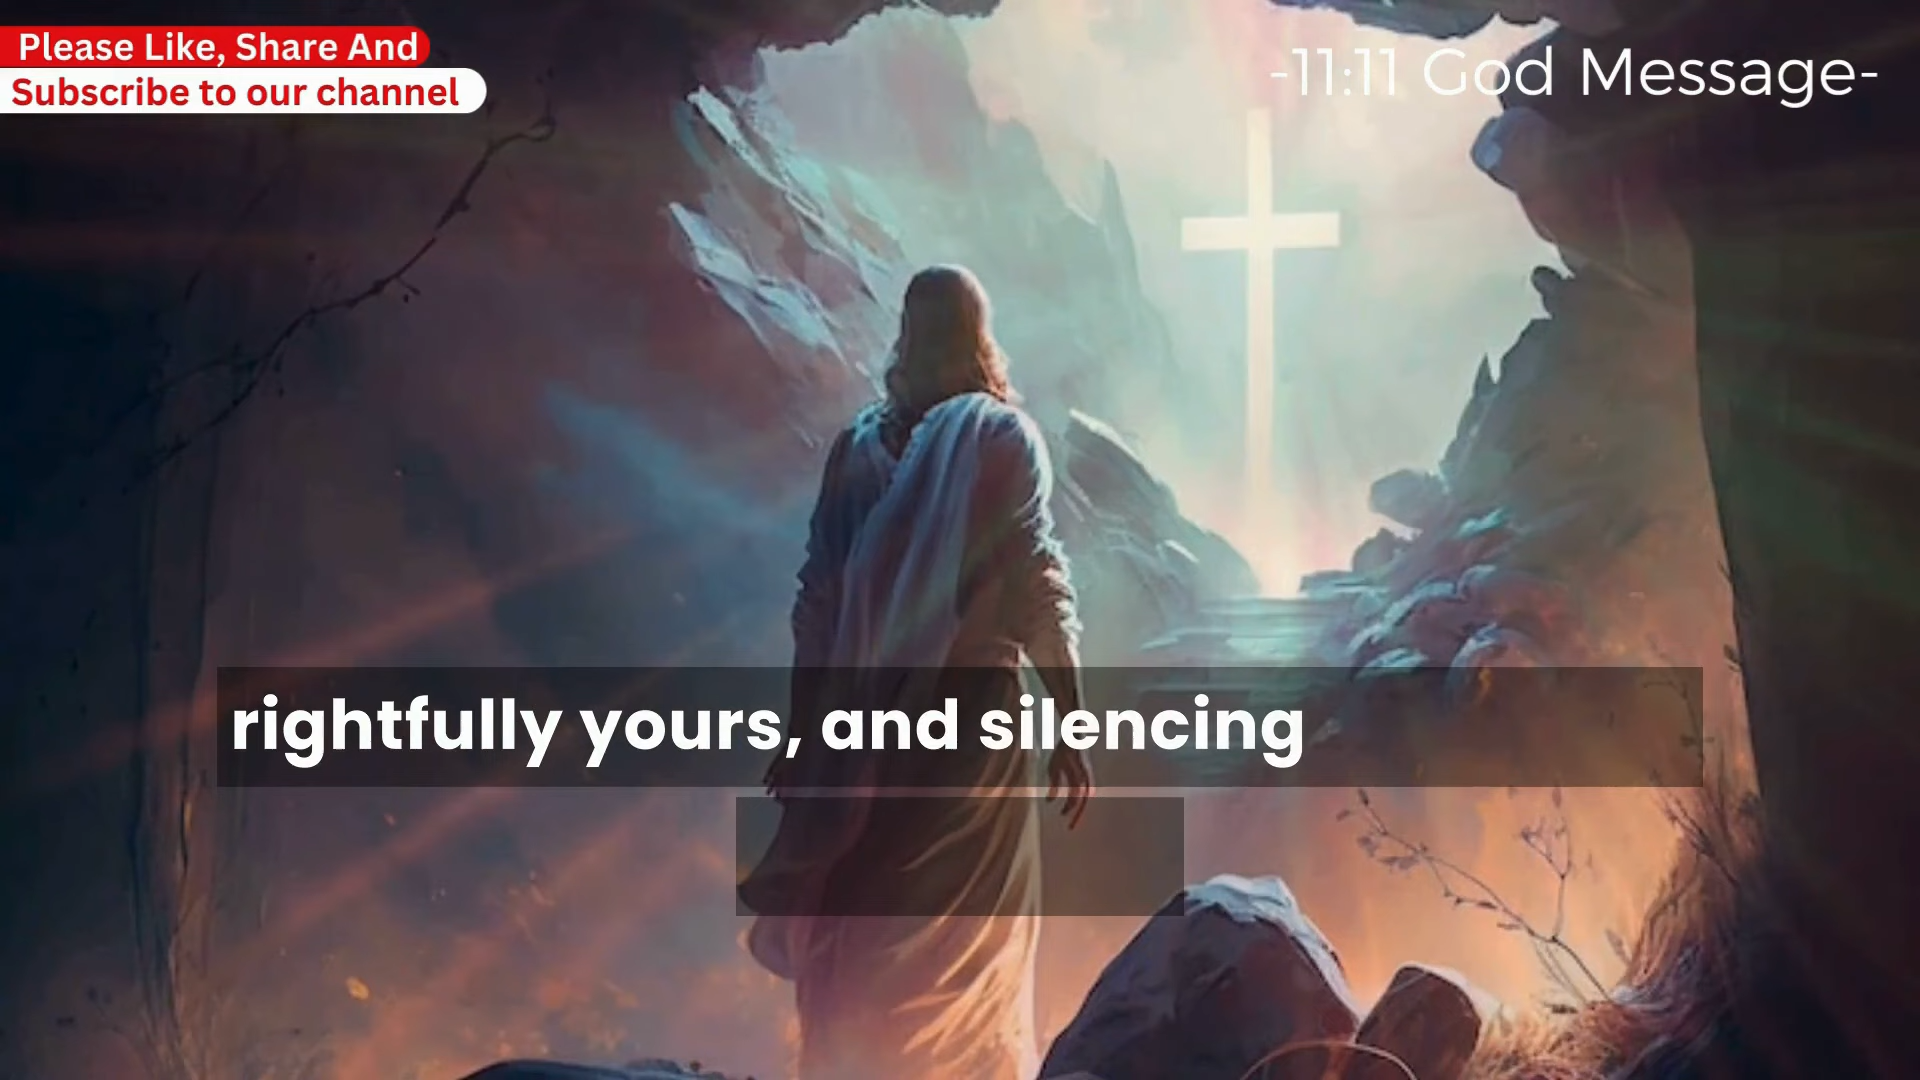 Please Like, Share And
Subscribe to our channel
-11:11 God Message-
rightfully yours, and silencing